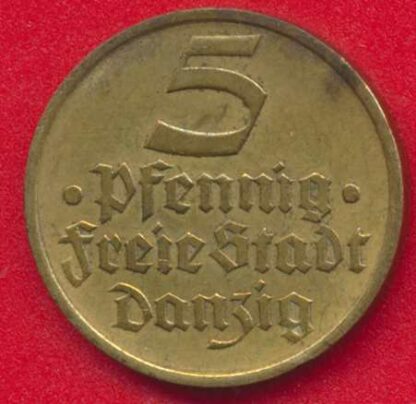 5
· Pfennig ·
Freie Stadt
Danzig